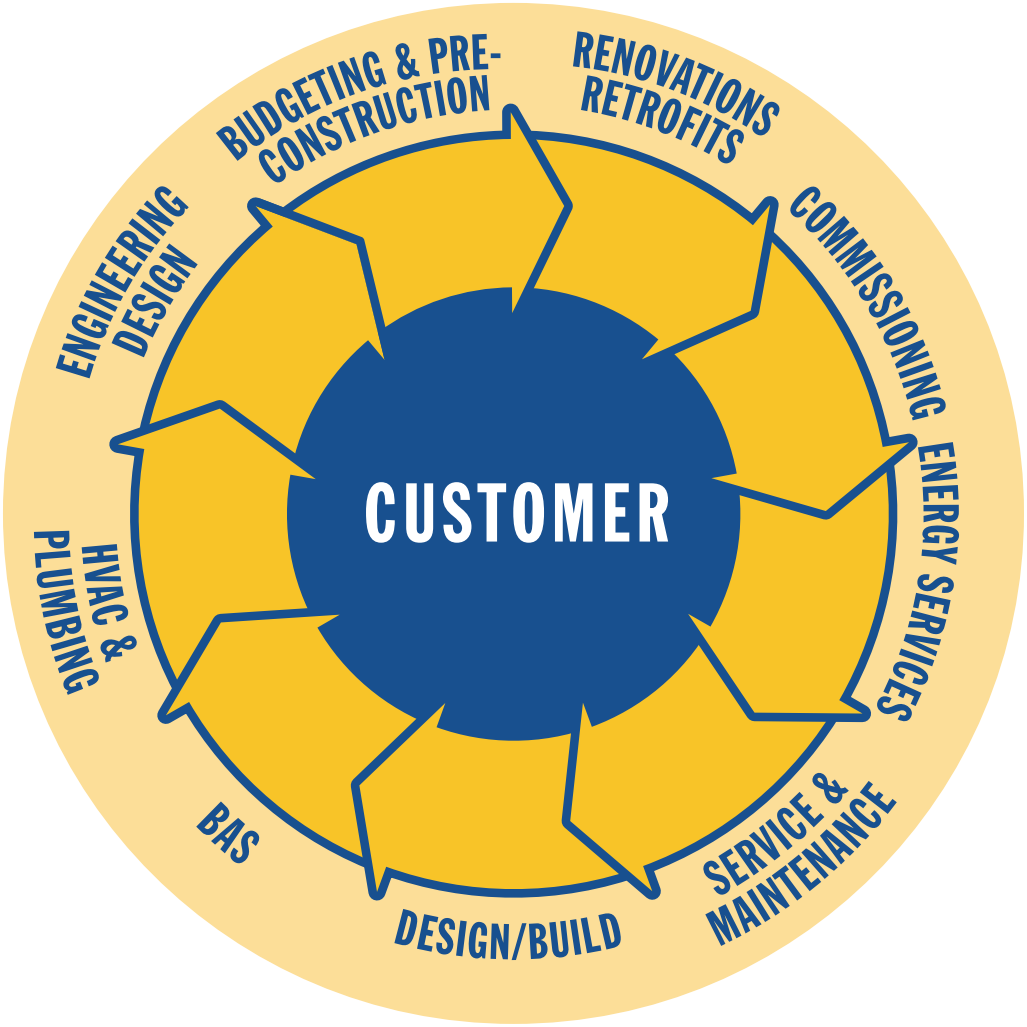 BUDGETING & PRE-
CONSTRUCTION
RENOVATIONS
RETROFITS
COMMISSIONING
ENERGY SERVICES
SERVICE &
MAINTENANCE
DESIGN/BUILD
BAS
HVAC &
PLUMBING
ENGINEERING
DESIGN
CUSTOMER